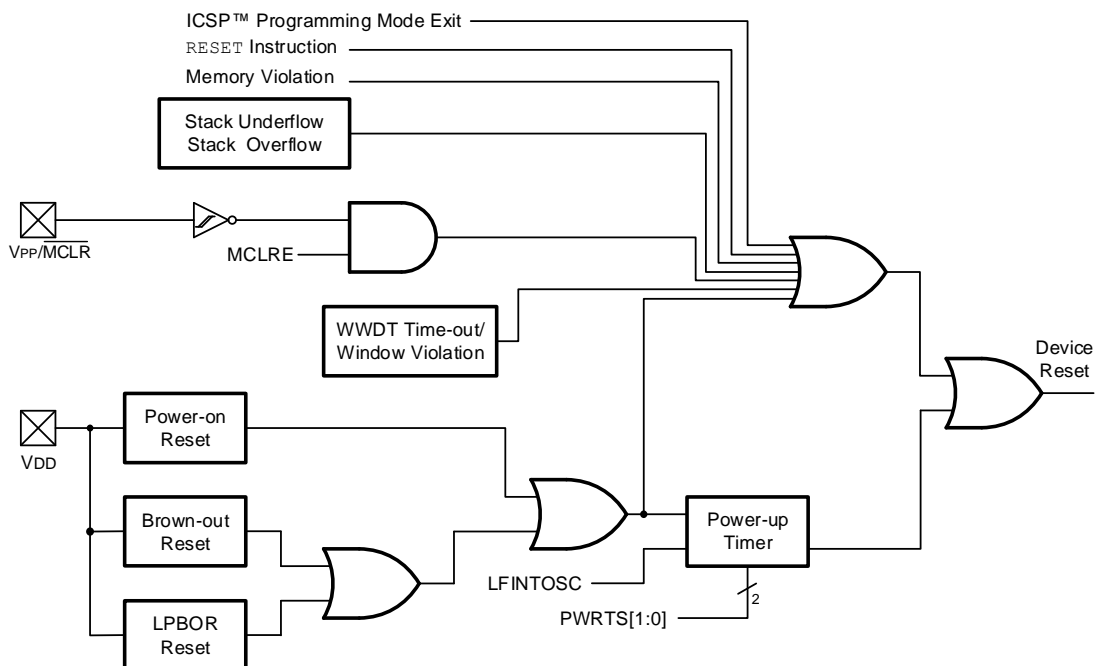 ICSP™ Programming Mode Exit
RESET Instruction
Memory Violation
Stack Underflow
Stack Overflow
VPP/MCLR
MCLRE
WWDT Time-out/
Window Violation
Device
Reset
Power-on
Reset
VDD
Brown-out
Reset
Power-up
Timer
LFINTOSC
2
PWRTS[1:0]
LPBOR
Reset